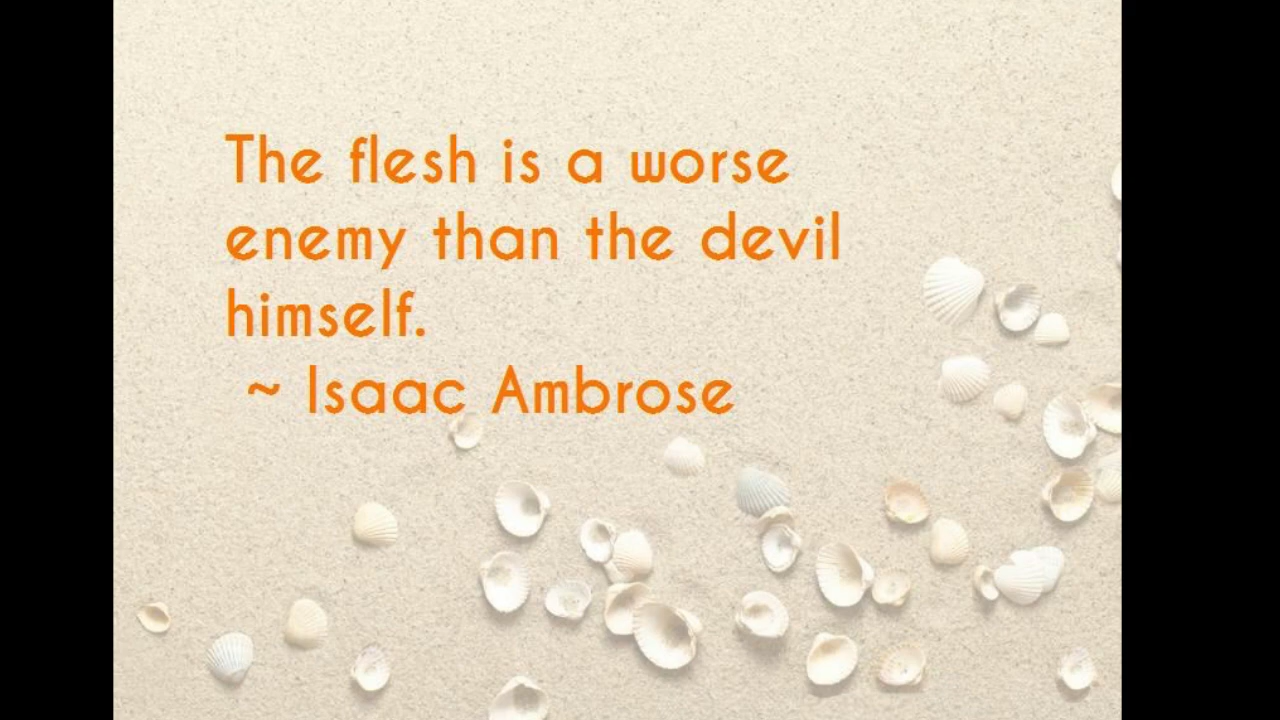 The flesh is a worse
enemy than the devil
himself.
~ Isaac Ambrose